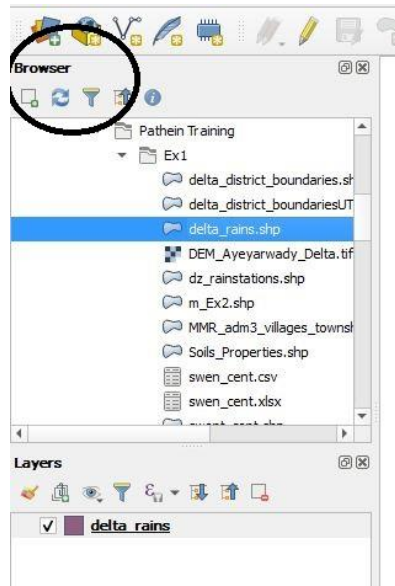 Browser
Pathein Training
Ex1
delta_district_boundaries.sh
delta_district_boundariesUT
delta_rains.shp
DEM_Ayeyarwady_Delta.tif
dz_rainstations.shp
m_Ex2.shp
MMR_adm3_villages_townsh
Soils_Properties.shp
swen_cent.csv
swen_cent.xlsx
Layers
delta_rains